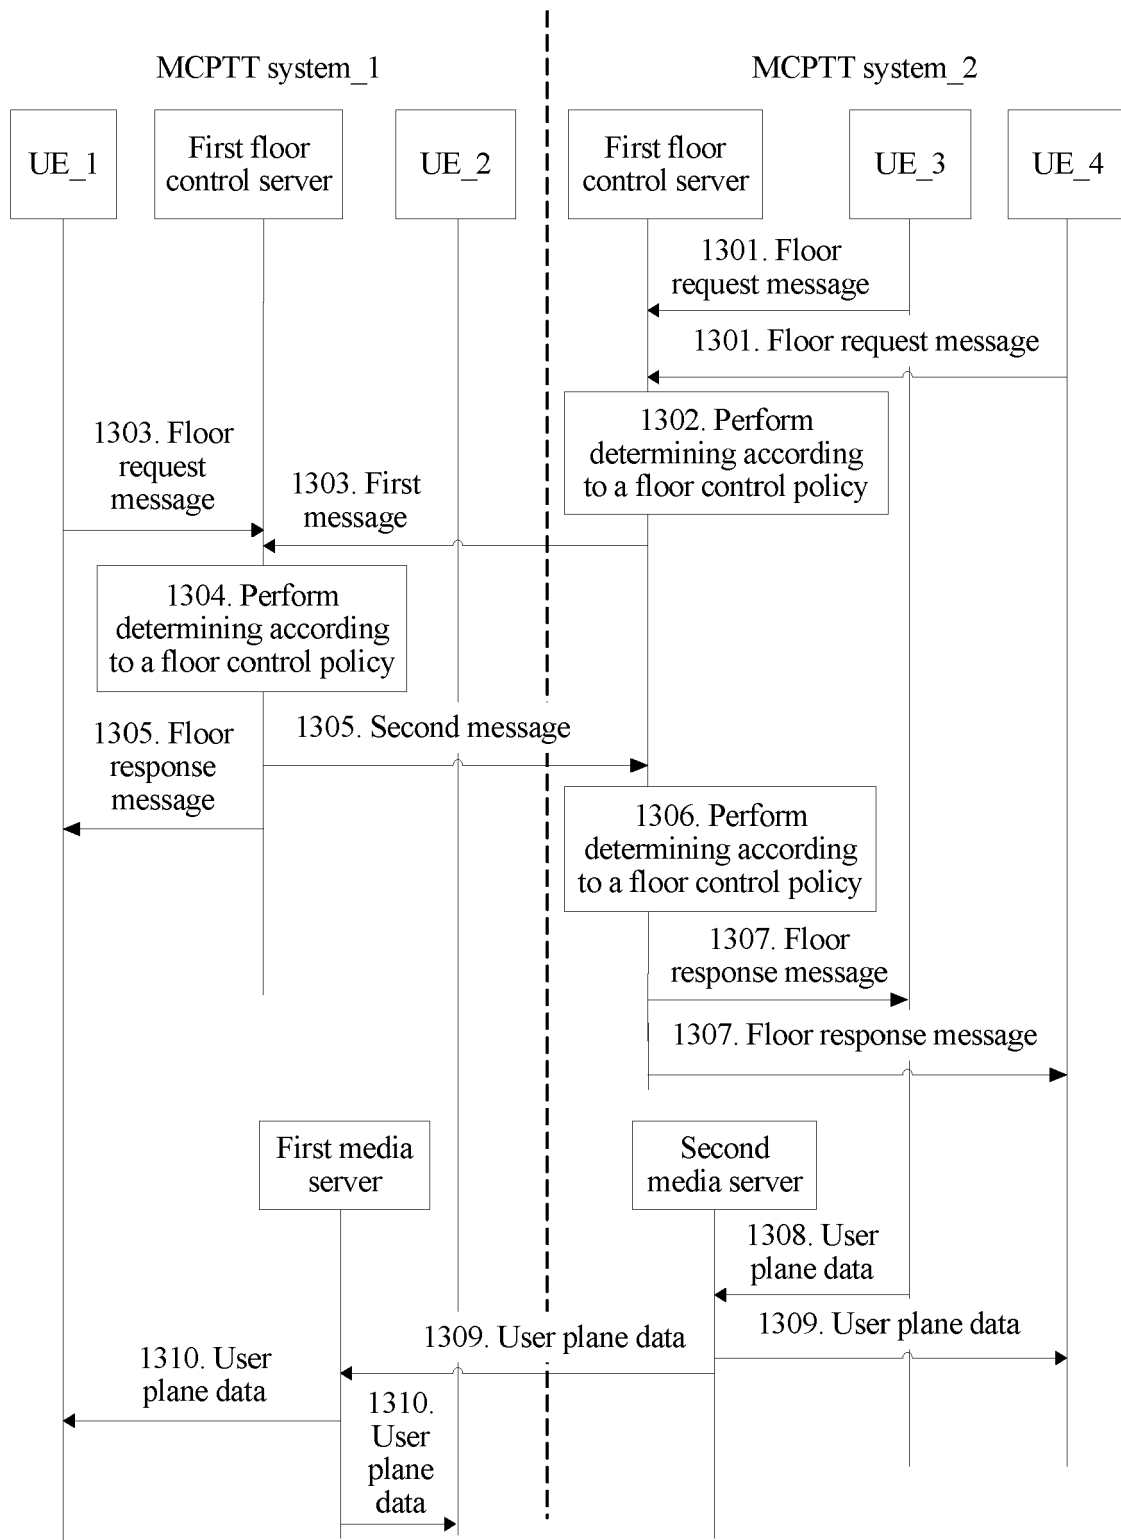 MCPTT system_1
MCPTT system_2
UE_1
First floor
control server
UE_2
First floor
control server
UE_3
UE_4
1301. Floor
request message
1301. Floor request message
1302. Perform
determining according
to a floor control policy
1303. Floor
request
message
1303. First
message
1304. Perform
determining according
to a floor control policy
1305. Second message
1305. Floor
response
message
1306. Perform
determining according
to a floor control policy
1307. Floor
response message
1307. Floor response message
First media
server
Second
media server
1308. User
plane data
1309. User plane data
1309. User plane data
1310. User
plane data
1310.
User
plane
data